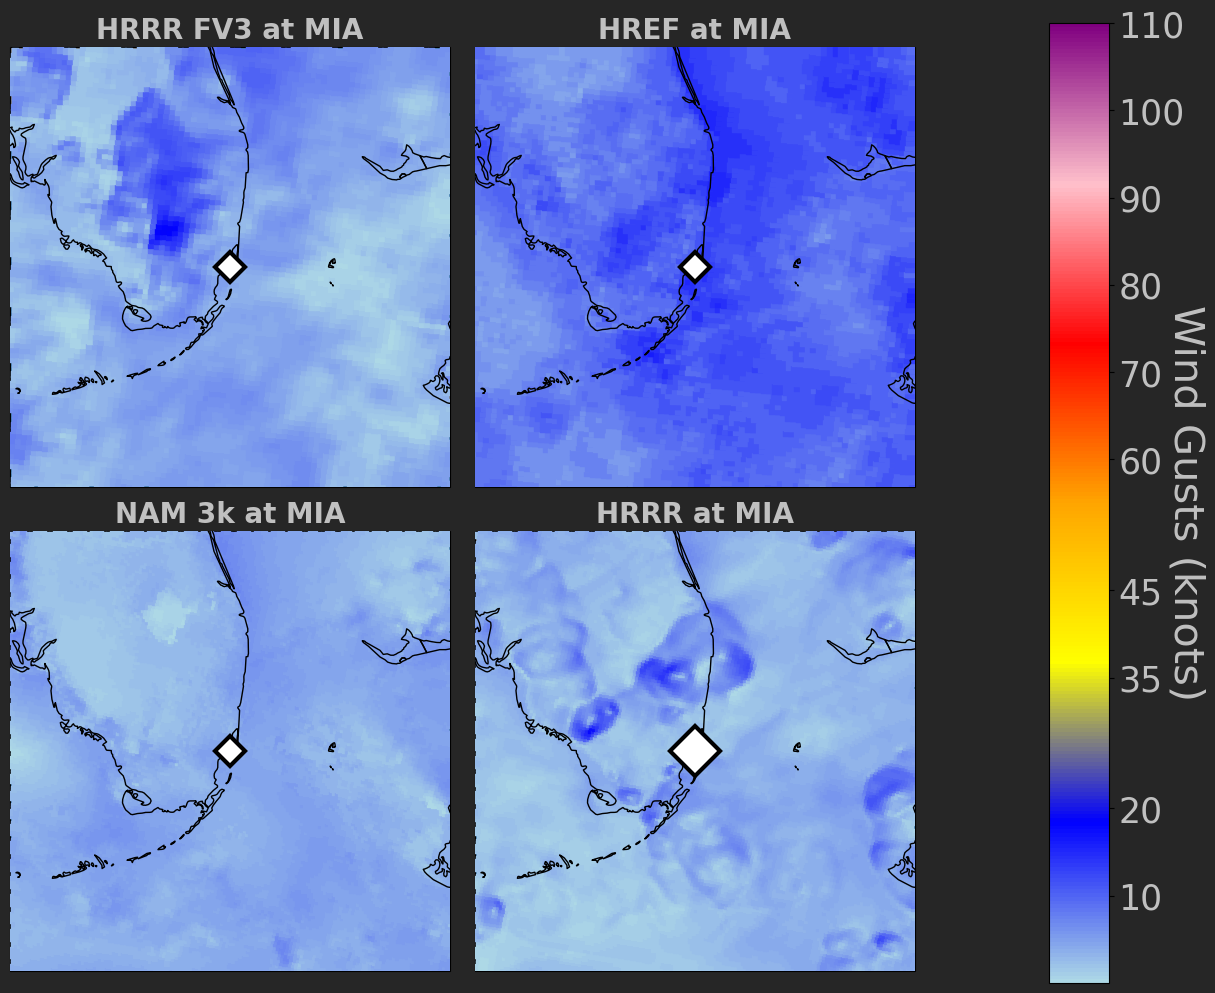 HRRR FV3 at MIA
HREF at MIA
NAM 3k at MIA
HRRR at MIA
110
100
90
80
70
60
45
35
20
10
Wind Gusts (knots)